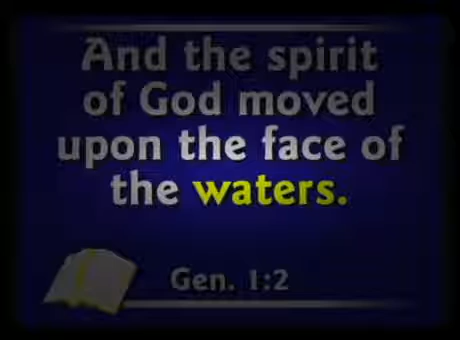 And the spirit
of God moved
upon the face of
the waters.
Gen. 1:2